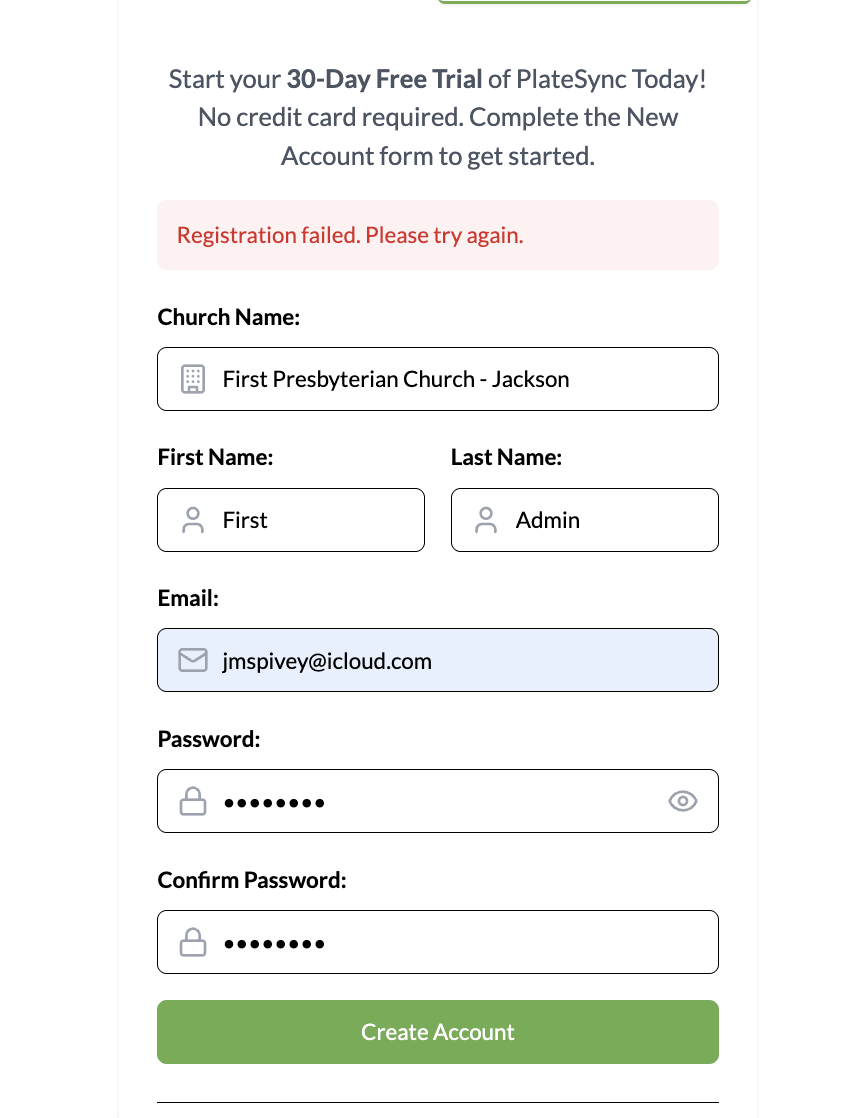 Start your 30-Day Free Trial of PlateSync Today!
No credit card required. Complete the New
Account form to get started.
Registration failed. Please try again.
Church Name:
First Presbyterian Church - Jackson
First Name:
Last Name:
First
Admin
Email:
jmspivey@icloud.com
Password:
••••••••
Confirm Password:
••••••••
Create Account